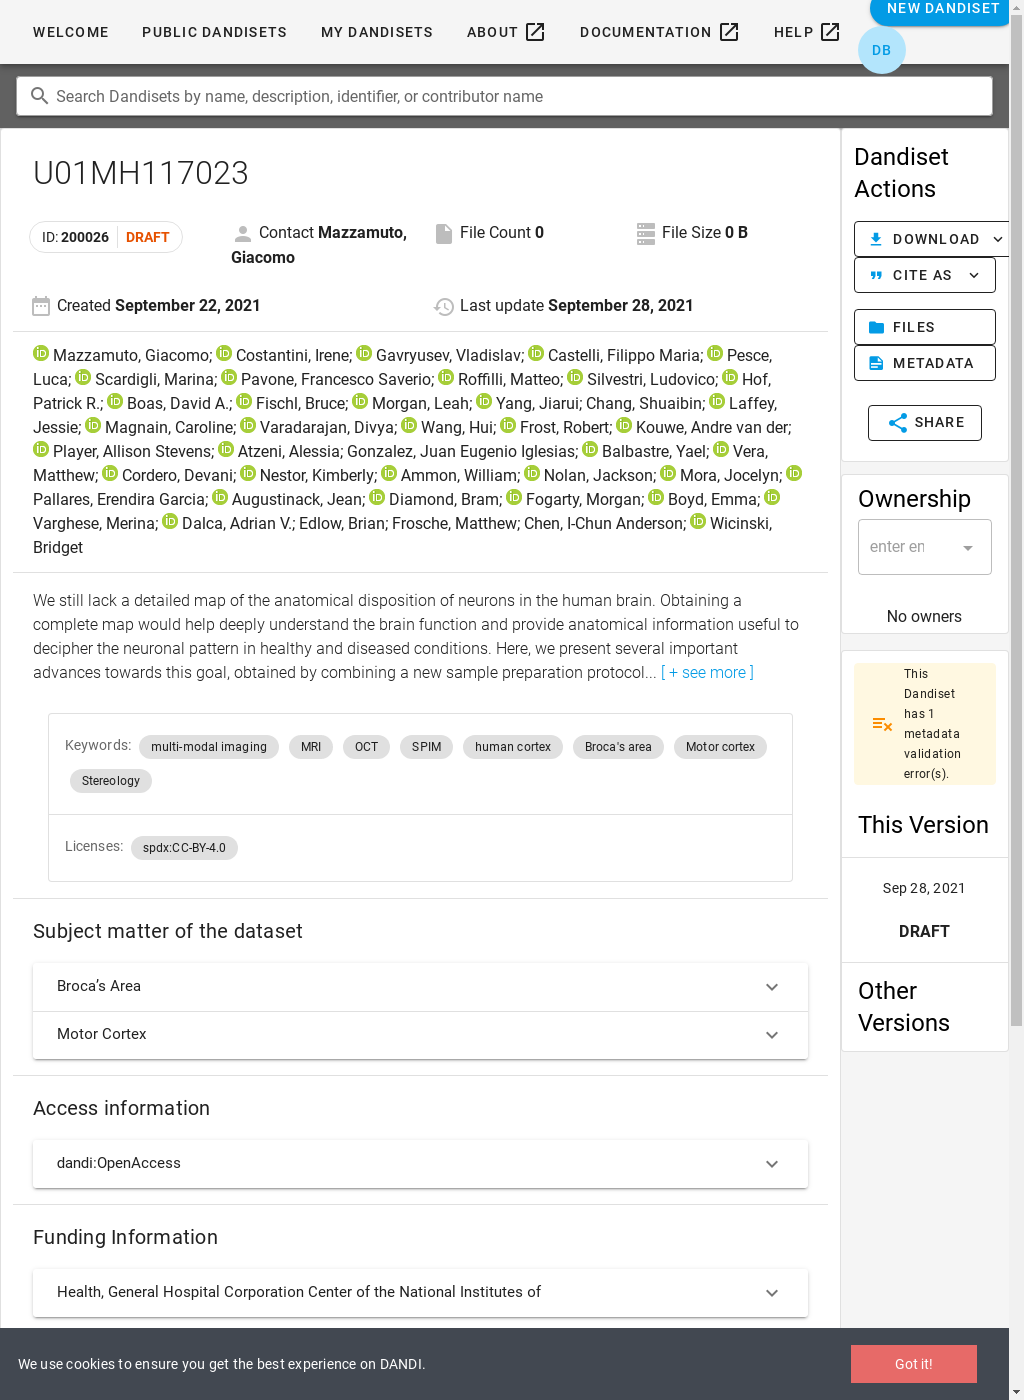 WELCOME PUBLIC DANDISETS MY DANDISETS ABOUT DOCUMENTATION HELP NEW DANDISET
DB
Search Dandisets by name, description, identifier, or contributor name
U01MH117023
ID: 200026 DRAFT
Contact Mazzamuto, Giacomo
File Count 0
File Size 0 B
Created September 22, 2021
Last update September 28, 2021
Mazzamuto, Giacomo; Costantini, Irene; Gavryusev, Vladislav; Castelli, Filippo Maria; Pesce,
Luca; Scardigli, Marina; Pavone, Francesco Saverio; Roffilli, Matteo; Silvestri, Ludovico; Hof,
Patrick R.; Boas, David A.; Fischl, Bruce; Morgan, Leah; Yang, Jiarui; Chang, Shuaibin; Laffey,
Jessie; Magnain, Caroline; Varadarajan, Divya; Wang, Hui; Frost, Robert; Kouwe, Andre van der;
Player, Allison Stevens; Atzeni, Alessia; Gonzalez, Juan Eugenio Iglesias; Balbastre, Yael; Vera,
Matthew; Cordero, Devani; Nestor, Kimberly; Ammon, William; Nolan, Jackson; Mora, Jocelyn;
Pallares, Erendira Garcia; Augustinack, Jean; Diamond, Bram; Fogarty, Morgan; Boyd, Emma;
Varghese, Merina; Dalca, Adrian V.; Edlow, Brian; Frosche, Matthew; Chen, I-Chun Anderson; Wicinski,
Bridget
We still lack a detailed map of the anatomical disposition of neurons in the human brain. Obtaining a
complete map would help deeply understand the brain function and provide anatomical information useful to
decipher the neuronal pattern in healthy and diseased conditions. Here, we present several important
advances towards this goal, obtained by combining a new sample preparation protocol... [ + see more ]
Keywords: multi-modal imaging MRI OCT SPIM human cortex Broca's area Motor cortex
Stereology
Licenses: spdx:CC-BY-4.0
Subject matter of the dataset
Broca’s Area
Motor Cortex
Access information
dandi:OpenAccess
Funding Information
Health, General Hospital Corporation Center of the National Institutes of
Dandiset
Actions
DOWNLOAD
CITE AS
FILES
METADATA
SHARE
Ownership
enter en
No owners
This
Dandiset
has 1
metadata
validation
error(s).
This Version
Sep 28, 2021
DRAFT
Other
Versions
We use cookies to ensure you get the best experience on DANDI.
Got it!